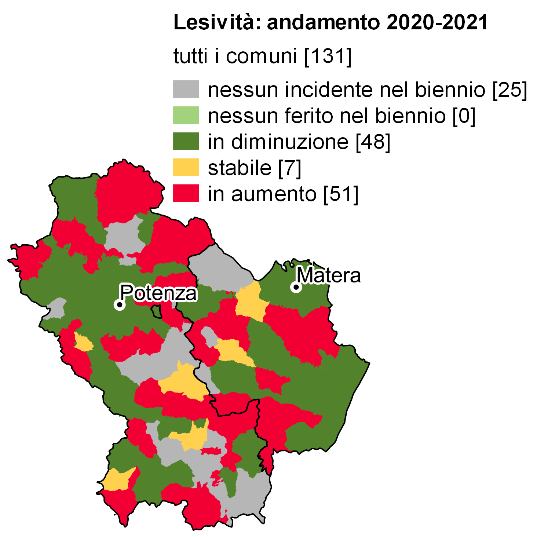 Lesività: andamento 2020-2021
tutti i comuni [131]
nessun incidente nel biennio [25]
nessun ferito nel biennio [0]
in diminuzione [48]
stabile [7]
in aumento [51]
Matera
Potenza